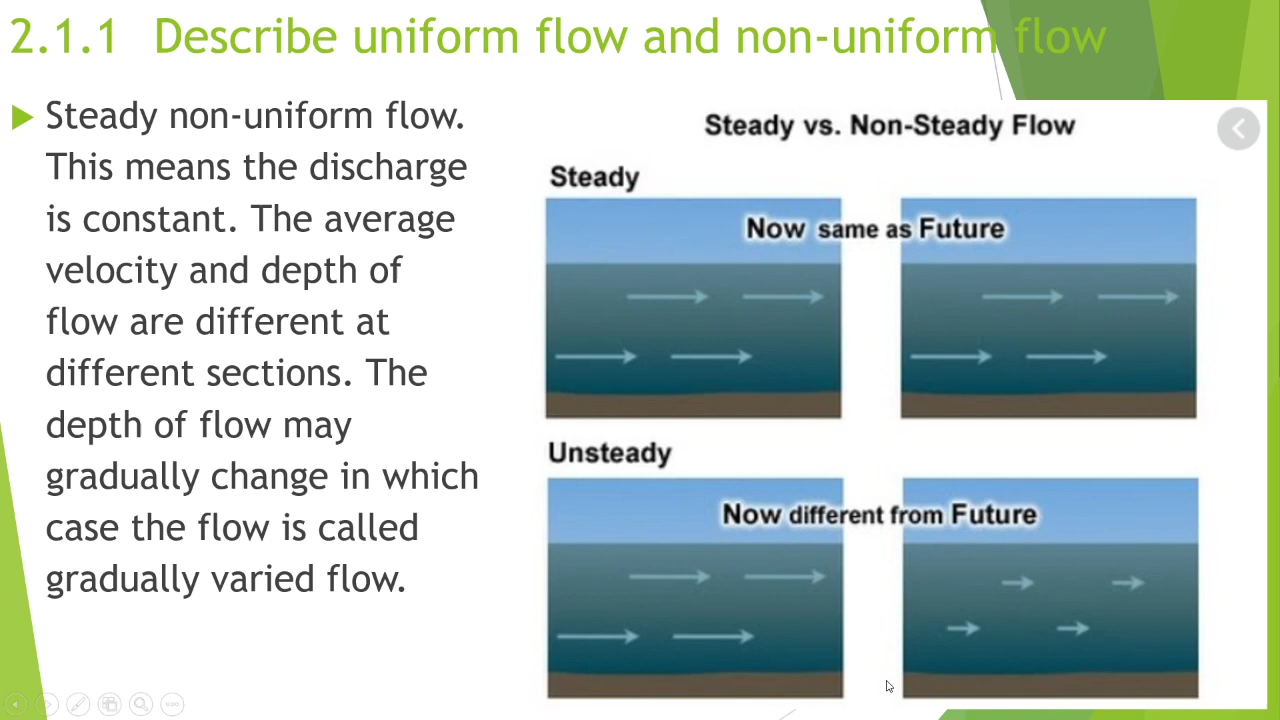 2.1.1 Describe uniform flow and non-uniform flow
Steady non-uniform flow.
This means the discharge
is constant. The average
velocity and depth of
flow are different at
different sections. The
depth of flow may
gradually change in which
case the flow is called
gradually varied flow.
Steady vs. Non-Steady Flow
Steady
Now same as Future
Unsteady
Now different from Future